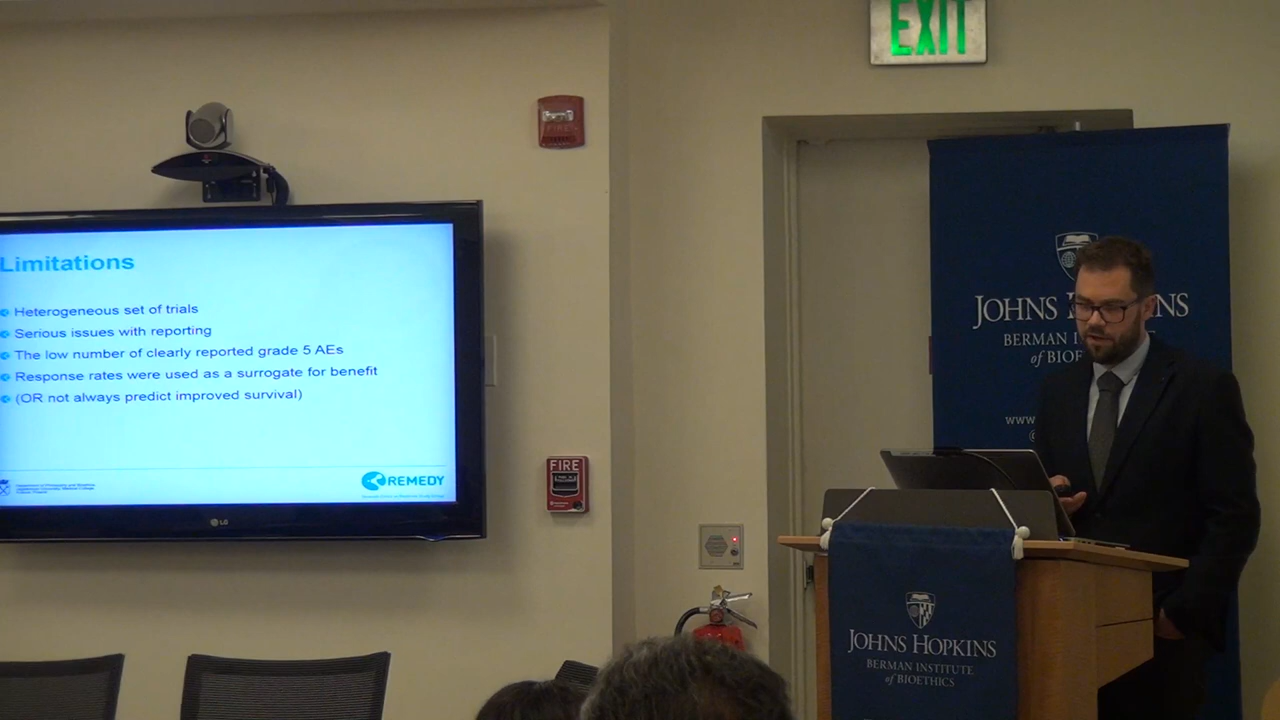 EXIT
FIRE
Limitations
Heterogeneous set of trials
Serious issues with reporting
The low number of clearly reported grade 5 AEs
Response rates were used as a surrogate for benefit
(OR not always predict improved survival)
REMEDY
LG
FIRE
JOHNS HOPKINS
BERMAN
of
www.
@
JOHNS HOPKINS
BERMAN INSTITUTE
of BIOETHICS